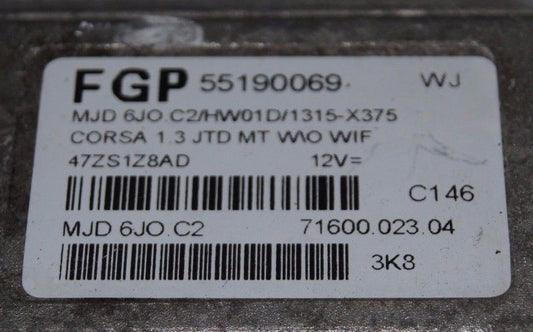 FGP 55190069 WJ
MJD 6JO.C2/HW01D/1315-X375
CORSA 1.3 JTD MT W\O WIF
47ZS1Z8AD 12V=
C146
MJD 6JO.C2 71600.023.04
3K8